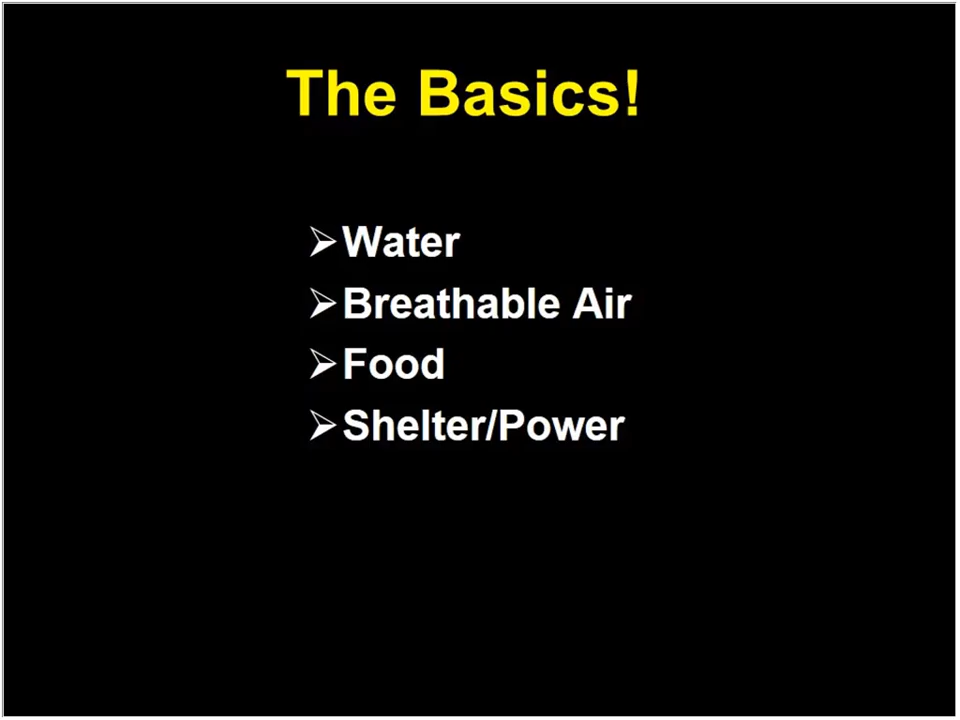 The Basics!
➢Water
➢Breathable Air
➢Food
➢Shelter/Power